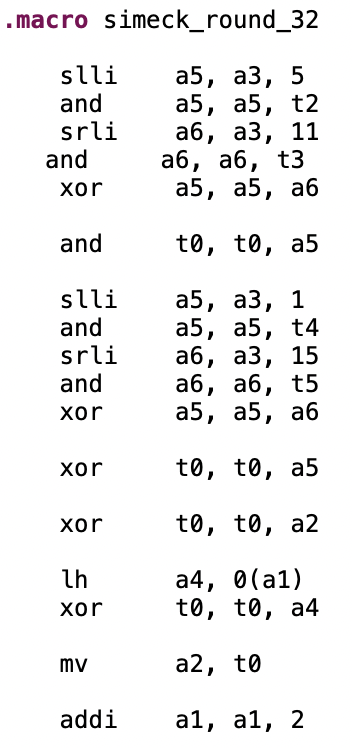 .macro simeck_round_32
slli a5, a3, 5
and a5, a5, t2
srli a6, a3, 11
and a6, a6, t3
xor a5, a5, a6
and t0, t0, a5
slli a5, a3, 1
and a5, a5, t4
srli a6, a3, 15
and a6, a6, t5
xor a5, a5, a6
xor t0, t0, a5
xor t0, t0, a2
lh a4, 0(a1)
xor t0, t0, a4
mv a2, t0
addi a1, a1, 2